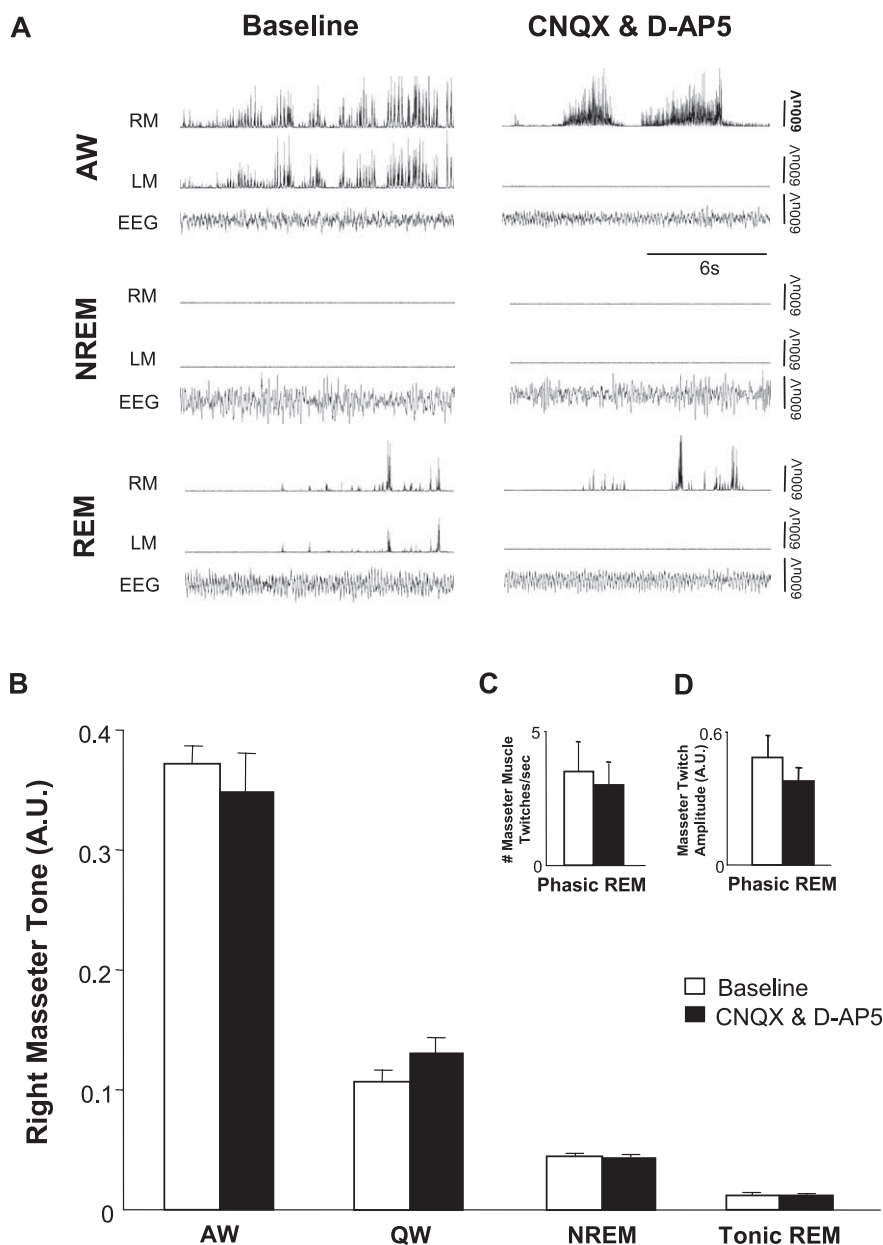 A
Baseline
CNQX & D-AP5
AW
RM
600uV
LM
600uV
EEG
600uV
6s
NREM
RM
600uV
LM
600uV
EEG
600uV
REM
RM
600uV
LM
600uV
EEG
600uV
B
Right Masseter Tone (A.U.)
0.4
0.3
0.2
0.1
0
AW
QW
NREM
Tonic REM
C
# Masseter Muscle
Twitches/sec
5
0
Phasic REM
D
Masseter Twitch
Amplitude (A.U.)
0.6
0
Phasic REM
Baseline
CNQX & D-AP5